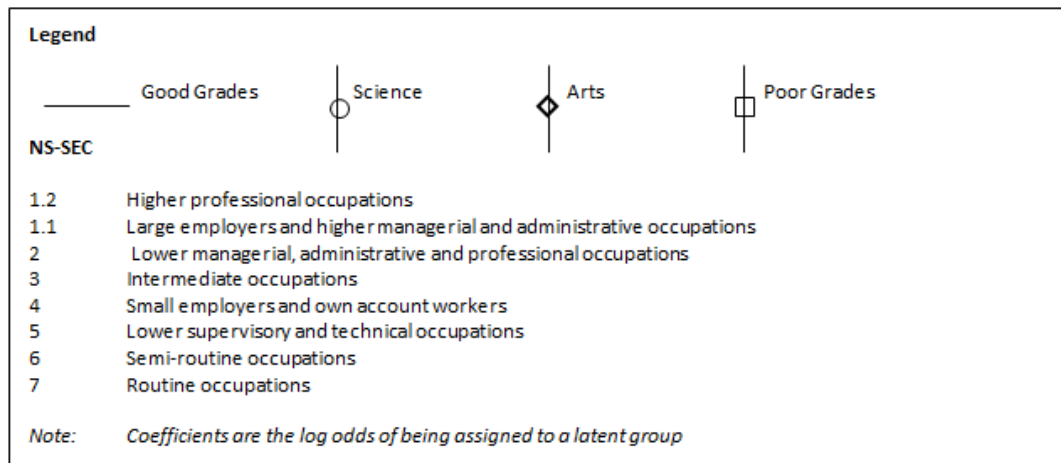 Legend
Good Grades Science Arts Poor Grades
NS-SEC
1.2 Higher professional occupations
1.1 Large employers and higher managerial and administrative occupations
2 Lower managerial, administrative and professional occupations
3 Intermediate occupations
4 Small employers and own account workers
5 Lower supervisory and technical occupations
6 Semi-routine occupations
7 Routine occupations
Note: Coefficients are the log odds of being assigned to a latent group